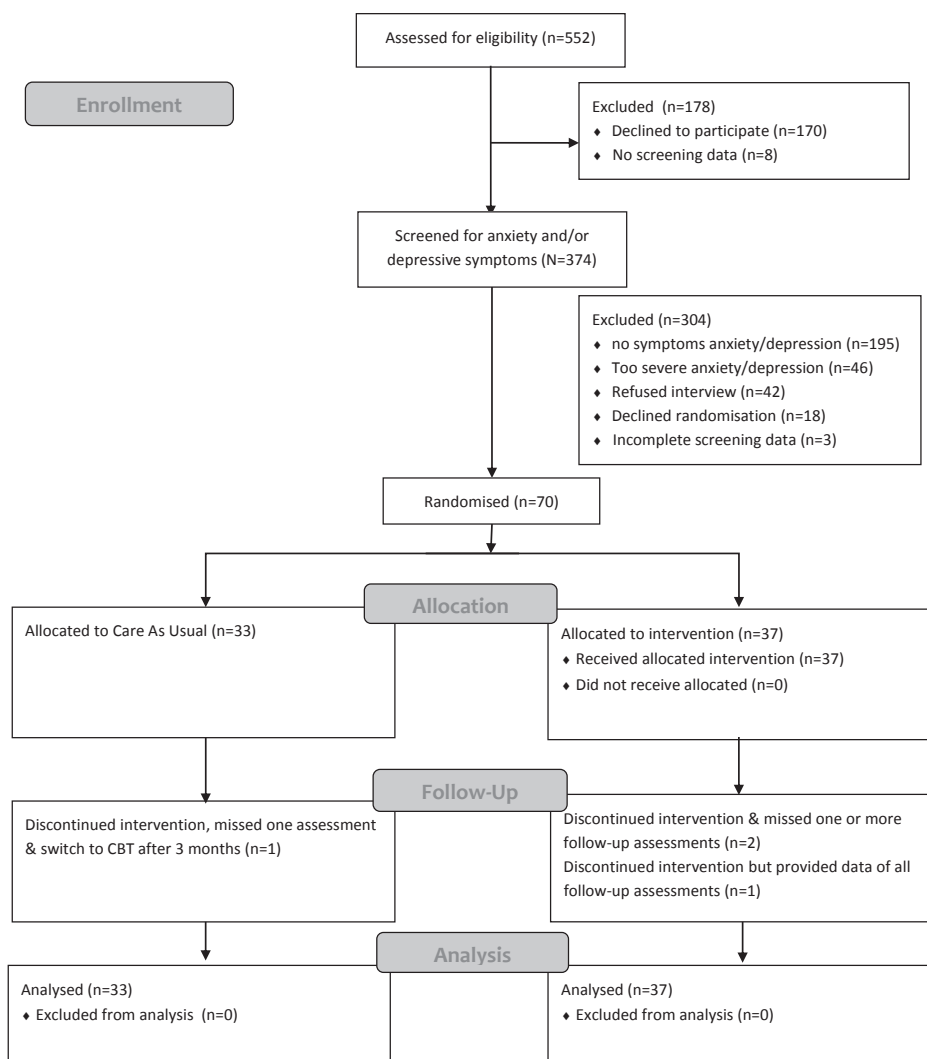 Assessed for eligibility (n=552)
Enrollment
Excluded (n=178)
♦ Declined to participate (n=170)
♦ No screening data (n=8)
Screened for anxiety and/or
depressive symptoms (N=374)
Excluded (n=304)
♦ no symptoms anxiety/depression (n=195)
♦ Too severe anxiety/depression (n=46)
♦ Refused interview (n=42)
♦ Declined randomisation (n=18)
♦ Incomplete screening data (n=3)
Randomised (n=70)
Allocation
Allocated to Care As Usual (n=33)
Allocated to intervention (n=37)
♦ Received allocated intervention (n=37)
♦ Did not receive allocated (n=0)
Follow-Up
Discontinued intervention, missed one assessment
& switch to CBT after 3 months (n=1)
Discontinued intervention & missed one or more
follow-up assessments (n=2)
Discontinued intervention but provided data of all
follow-up assessments (n=1)
Analysis
Analysed (n=33)
♦ Excluded from analysis (n=0)
Analysed (n=37)
♦ Excluded from analysis (n=0)